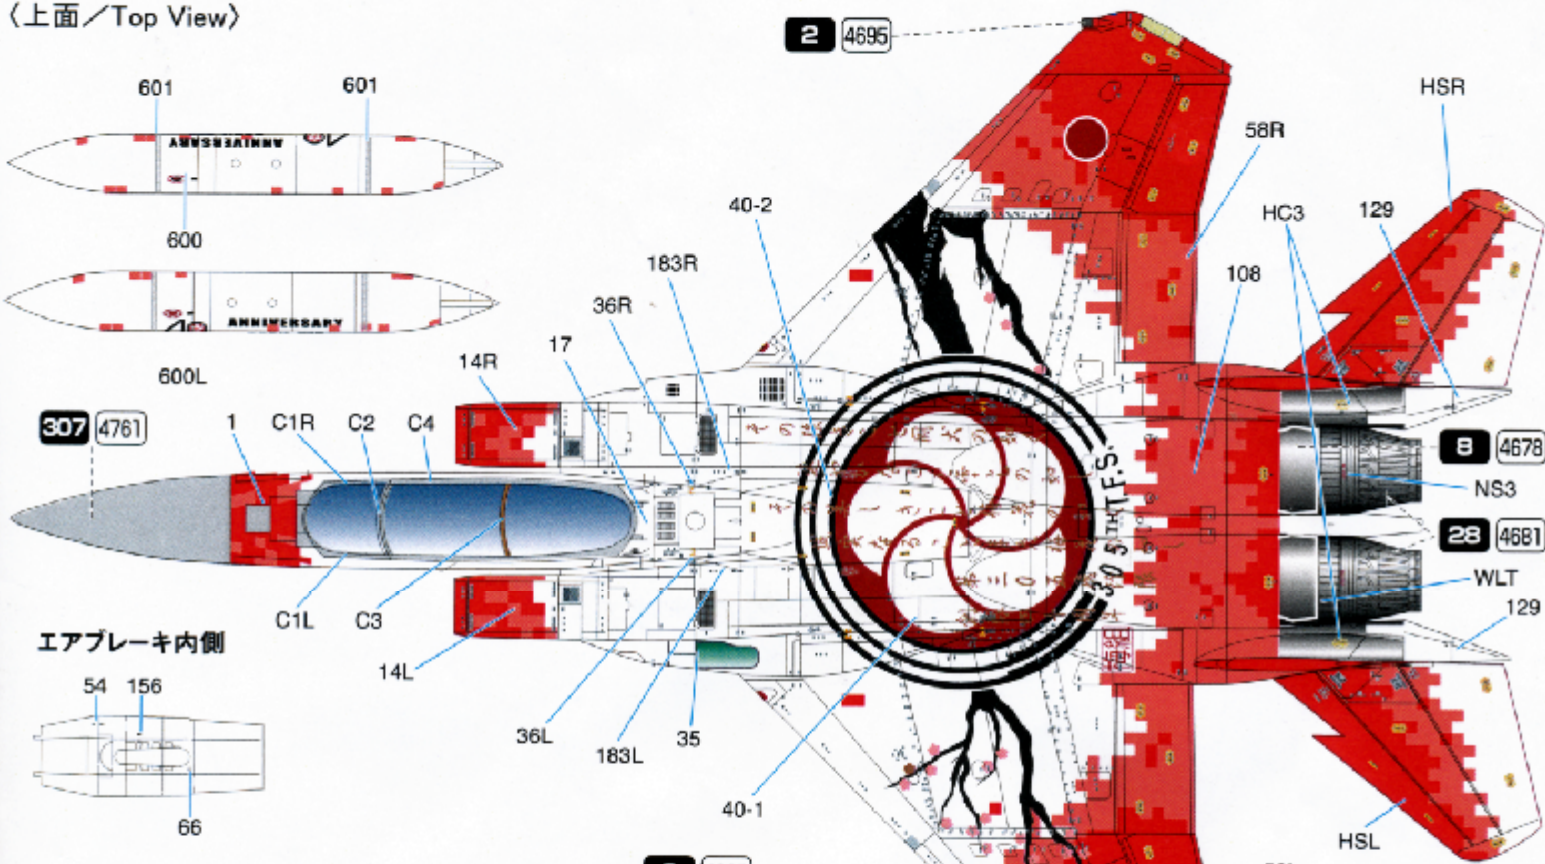 〈上面／Top View〉
2 4695
601
601
HSR
ANNIVERSARY
58R
600
40-2
HC3
129
183R
108
36R
ANNIVERSARY
17
600L
14R
307 4761
1
C1R
C2
C4
8 4678
NS3
305TH T.F.S.
28 4681
WLT
C1L
C3
129
エアブレーキ内側
14L
54
156
36L
183L
35
40-1
66
HSL